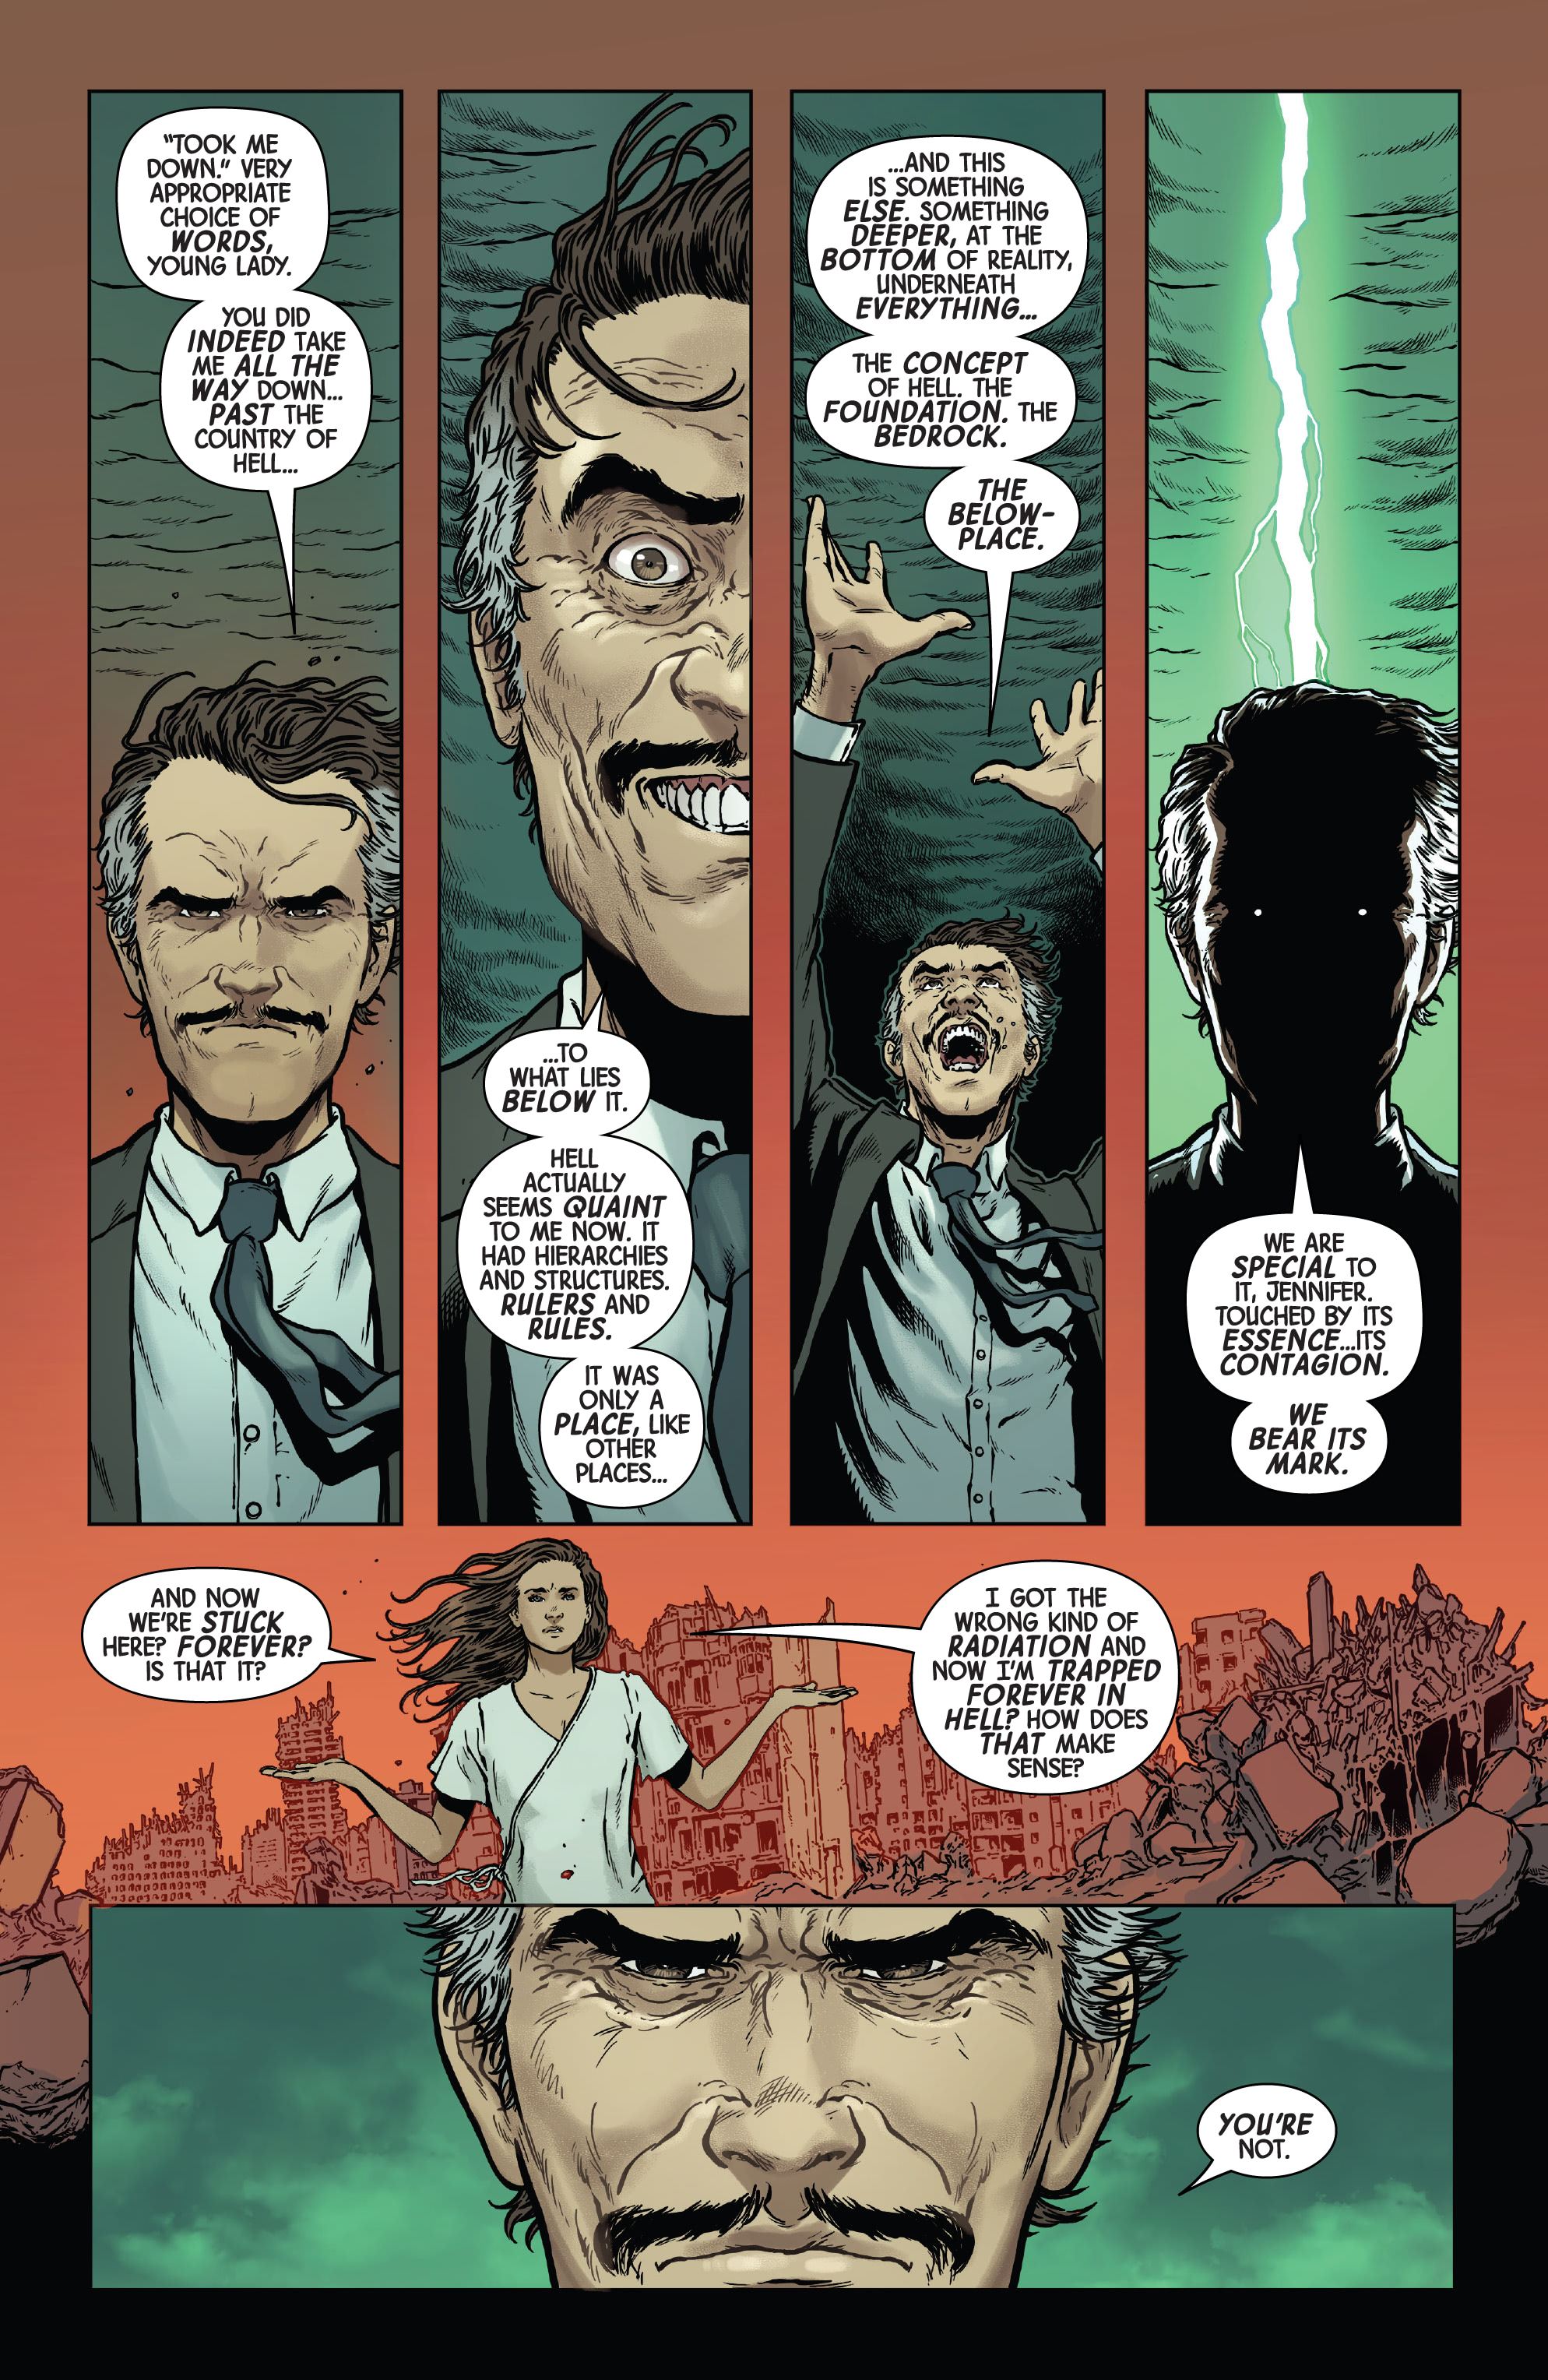 "TOOK ME
DOWN." VERY
APPROPRIATE
CHOICE OF
WORDS,
YOUNG LADY.
YOU DID
INDEED TAKE
ME ALL THE
WAY DOWN...
PAST THE
COUNTRY OF
HELL...
...TO
WHAT LIES
BELOW IT.
HELL
ACTUALLY
SEEMS QUAINT
TO ME NOW. IT
HAD HIERARCHIES
AND STRUCTURES.
RULERS AND
RULES.
IT WAS
ONLY A
PLACE, LIKE
OTHER
PLACES...
...AND THIS
IS SOMETHING
ELSE. SOMETHING
DEEPER, AT THE
BOTTOM OF REALITY,
UNDERNEATH
EVERYTHING...
THE CONCEPT
OF HELL. THE
FOUNDATION. THE
BEDROCK.
THE
BELOW-
PLACE.
WE ARE
SPECIAL TO
IT, JENNIFER.
TOUCHED BY ITS
ESSENCE...ITS
CONTAGION.
WE
BEAR ITS
MARK.
AND NOW
WE'RE STUCK
HERE? FOREVER?
IS THAT IT?
I GOT THE
WRONG KIND OF
RADIATION AND
NOW I'M TRAPPED
FOREVER IN
HELL? HOW DOES
THAT MAKE
SENSE?
YOU'RE
NOT.